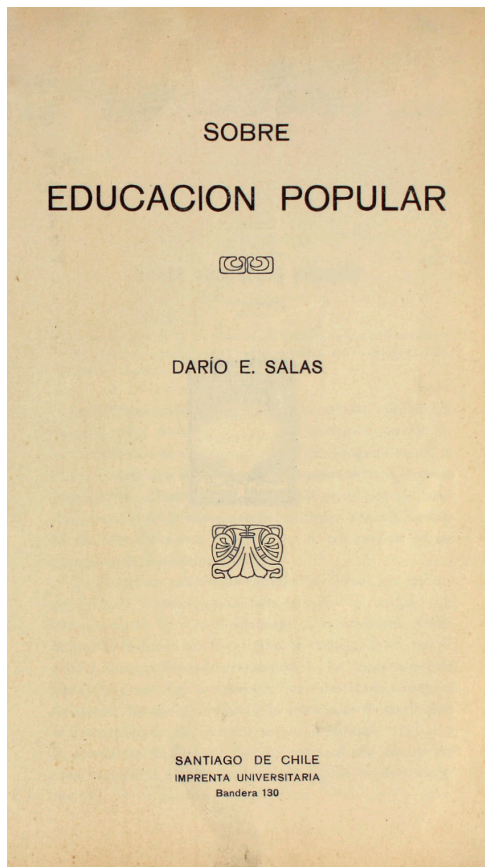 SOBRE
EDUCACION POPULAR
DARÍO E. SALAS
SANTIAGO DE CHILE
IMPRENTA UNIVERSITARIA
Bandera 130